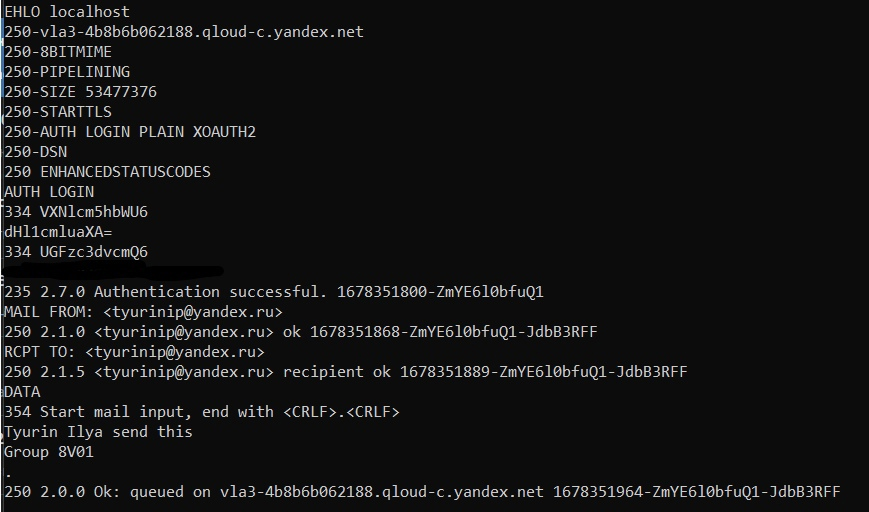 EHLO localhost
250-vla3-4b8b6b062188.qloud-c.yandex.net
250-8BITMIME
250-PIPELINING
250-SIZE 53477376
250-STARTTLS
250-AUTH LOGIN PLAIN XOAUTH2
250-DSN
250 ENHANCEDSTATUSCODES
AUTH LOGIN
334 VXNlcm5hbWU6
dHl1cmluaXA=
334 UGFzc3dvcmQ6
235 2.7.0 Authentication successful. 1678351800-ZmYE6l0bfuQ1
MAIL FROM: <tyurinip@yandex.ru>
250 2.1.0 <tyurinip@yandex.ru> ok 1678351868-ZmYE6l0bfuQ1-JdbB3RFF
RCPT TO: <tyurinip@yandex.ru>
250 2.1.5 <tyurinip@yandex.ru> recipient ok 1678351889-ZmYE6l0bfuQ1-JdbB3RFF
DATA
354 Start mail input, end with <CRLF>.<CRLF>
Tyurin Ilya send this
Group 8V01
.
250 2.0.0 Ok: queued on vla3-4b8b6b062188.qloud-c.yandex.net 1678351964-ZmYE6l0bfuQ1-JdbB3RFF